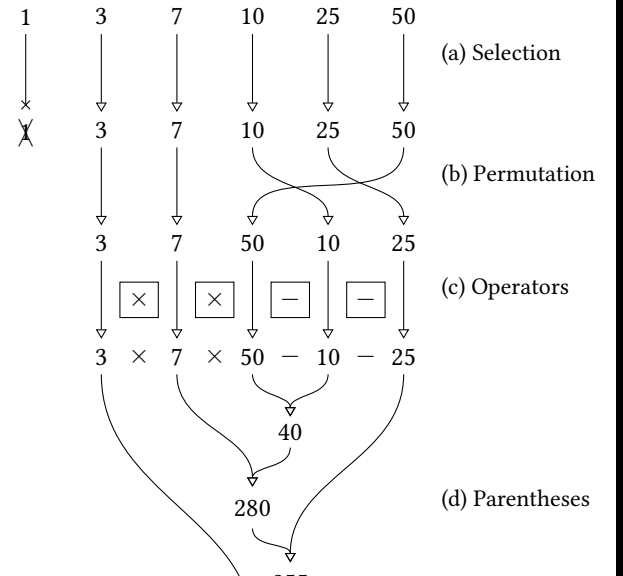 1 3 7 10 25 50
(a) Selection
1 3 7 10 25 50
(b) Permutation
3 7 50 10 25
(c) Operators
× × − −
3 × 7 × 50 − 10 − 25
40
280
(d) Parentheses